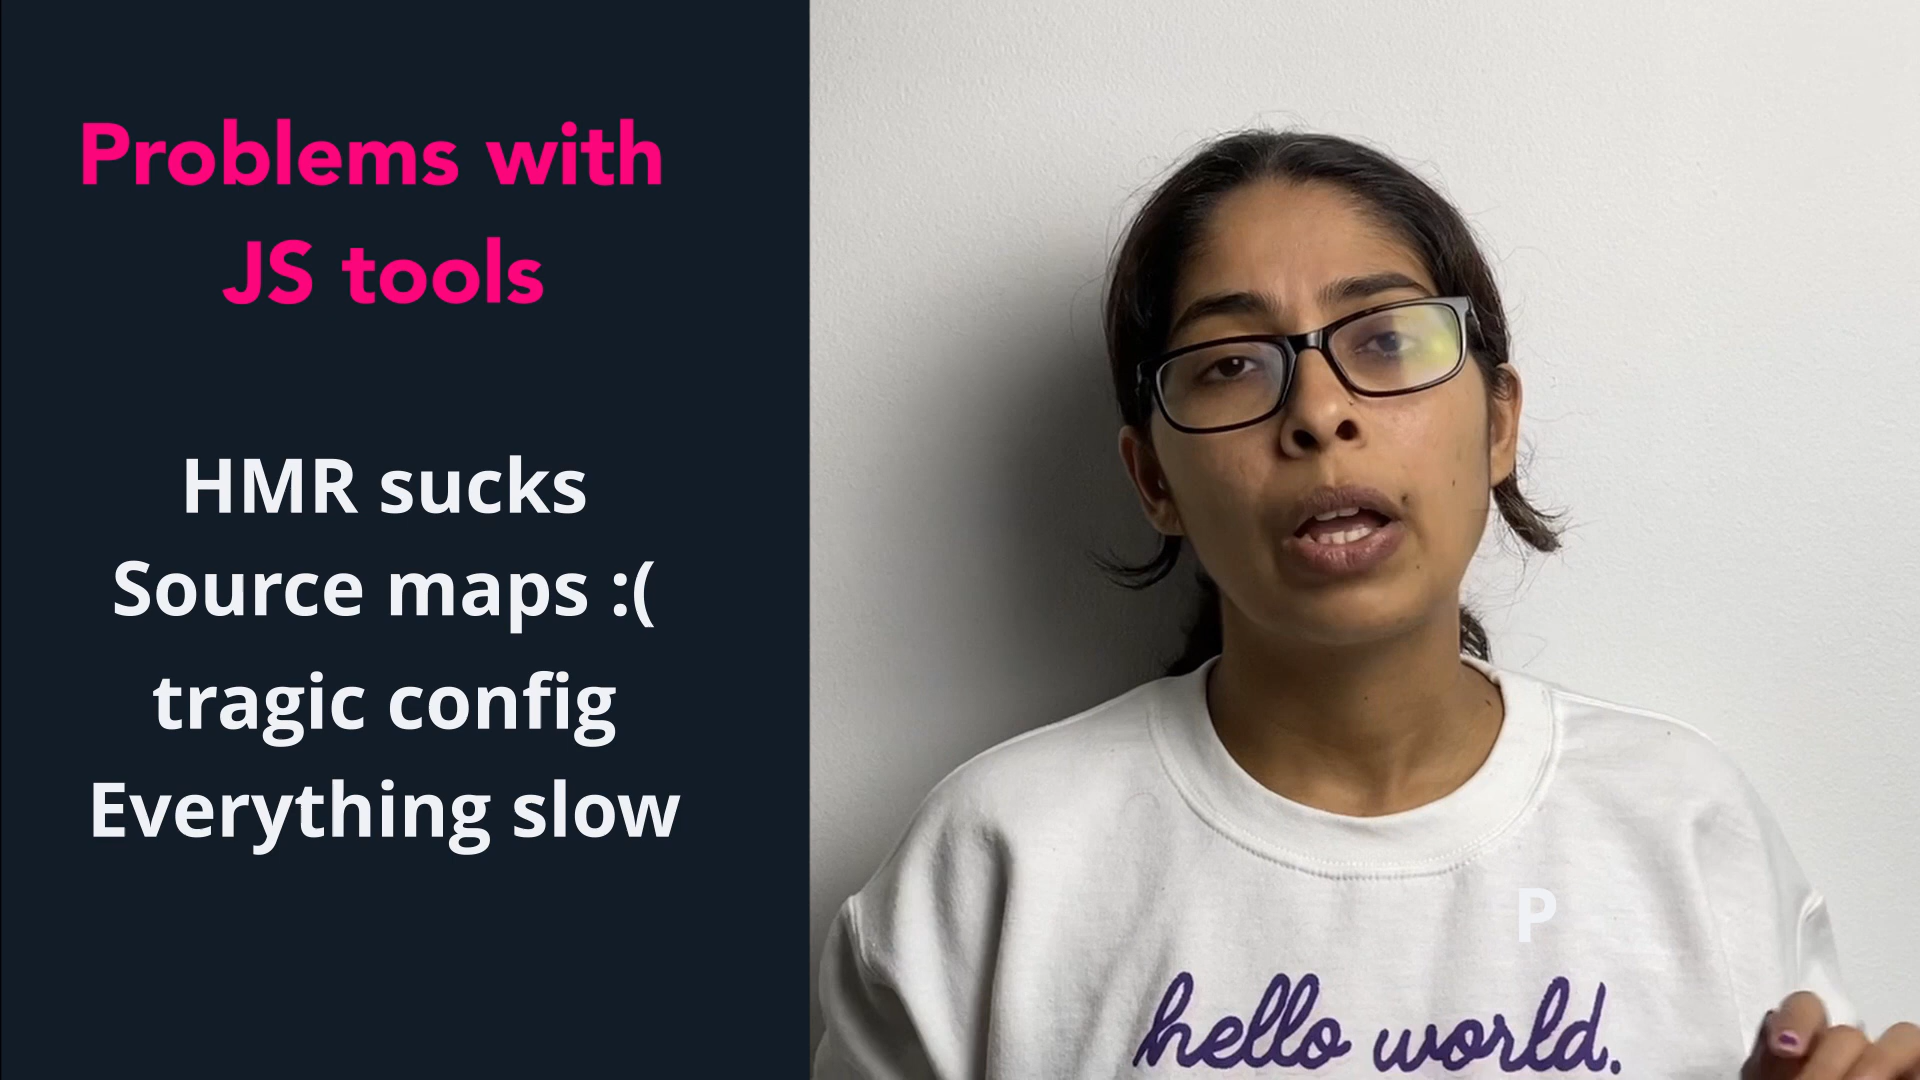 Problems with
JS tools
HMR sucks
Source maps :(
tragic config
Everything slow
P
hello world.